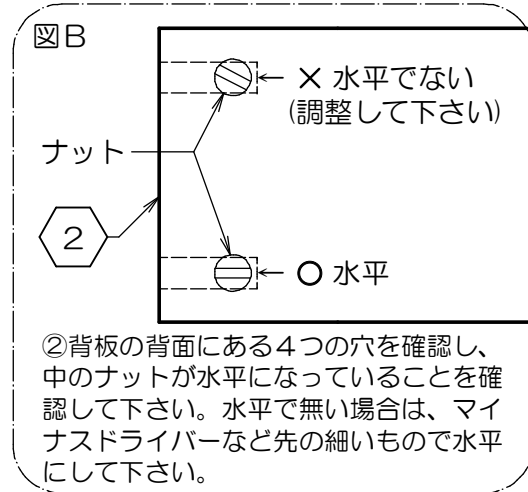 図B
× 水平でない
(調整して下さい)
ナット
2
○ 水平
②背板の背面にある4つの穴を確認し、
中のナットが水平になっていることを確
認して下さい。水平で無い場合は、マイ
ナスドライバーなど先の細いもので水平
にして下さい。